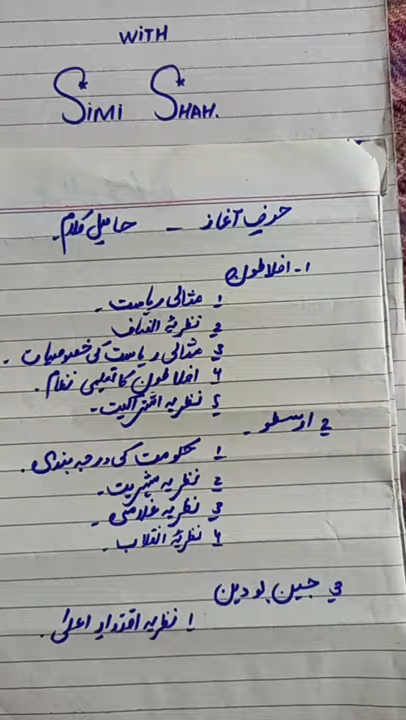 WITH
SIMI SHAH.
حرفِ آغاز - حاصلِ کلام۔
۱- افلاطون
۱ مثالی ریاست۔
۲ نظریۂ انصاف
۳ مثالی ریاست کی خصوصیات۔
۴ افلاطون کا تعلیمی نظام۔
۵ نظریہ اشتراکیت۔
۲ ارسطو۔
۱ حکومت کی درجہ بندی۔
۲ نظریہ شہریت۔
۳ نظریہ غلامی۔
۴ نظریۂ انقلاب۔
۳ جین بودین
۱ نظریہ اقتدارِ اعلیٰ۔